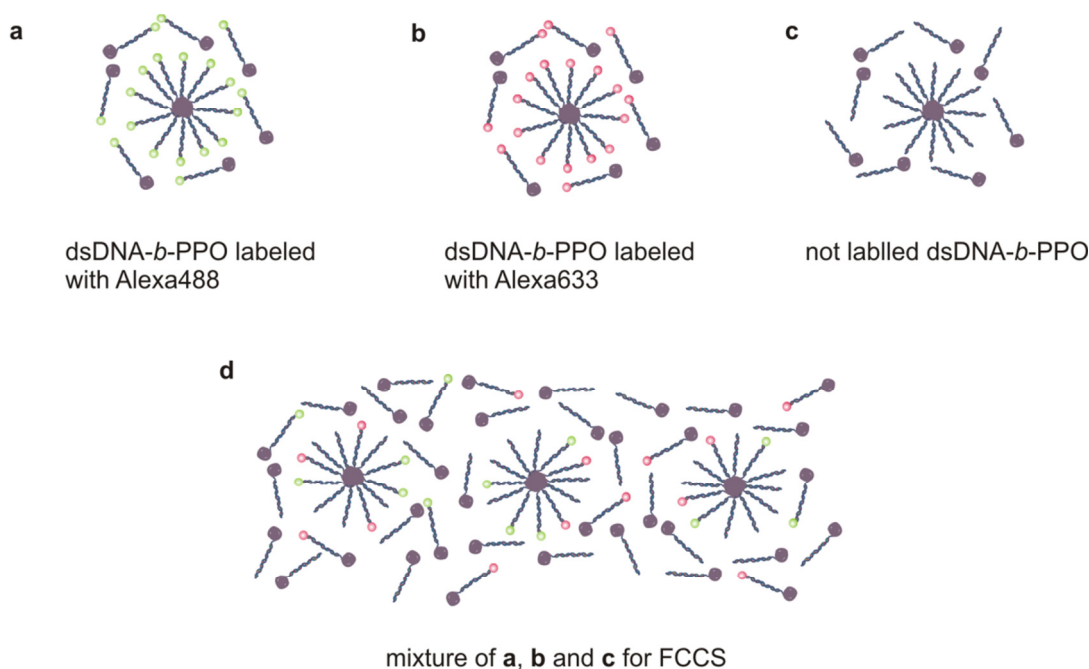 a
b
c
dsDNA-b-PPO labeled
with Alexa488
dsDNA-b-PPO labeled
with Alexa633
not lablled dsDNA-b-PPO
d
mixture of a, b and c for FCCS